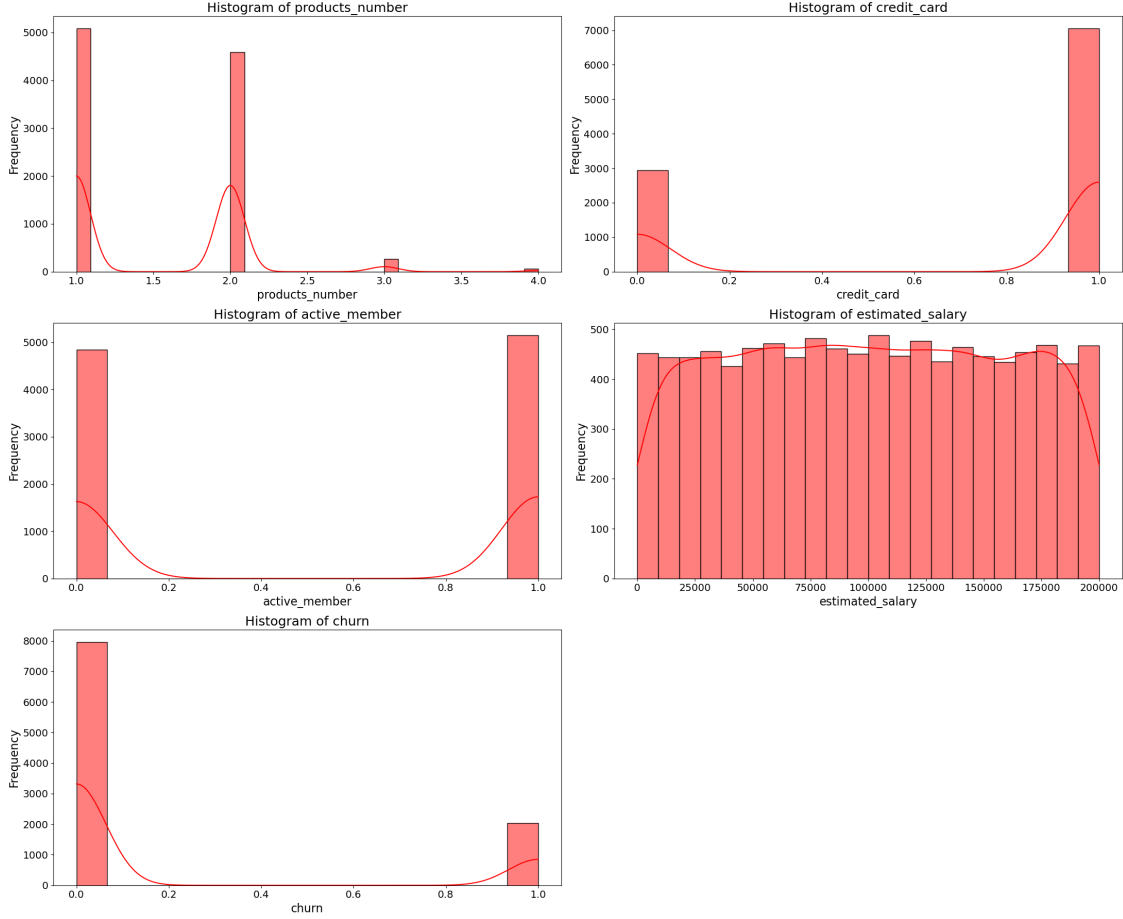 Histogram of products_number
Frequency
5000
4000
3000
2000
1000
0
1.0 1.5 2.0 2.5 3.0 3.5 4.0
products_number
Histogram of credit_card
Frequency
7000
6000
5000
4000
3000
2000
1000
0
0.0 0.2 0.4 0.6 0.8 1.0
credit_card
Histogram of active_member
Frequency
5000
4000
3000
2000
1000
0
0.0 0.2 0.4 0.6 0.8 1.0
active_member
Histogram of estimated_salary
Frequency
500
400
300
200
100
0
0 25000 50000 75000 100000 125000 150000 175000 200000
estimated_salary
Histogram of churn
Frequency
8000
7000
6000
5000
4000
3000
2000
1000
0
0.0 0.2 0.4 0.6 0.8 1.0
churn